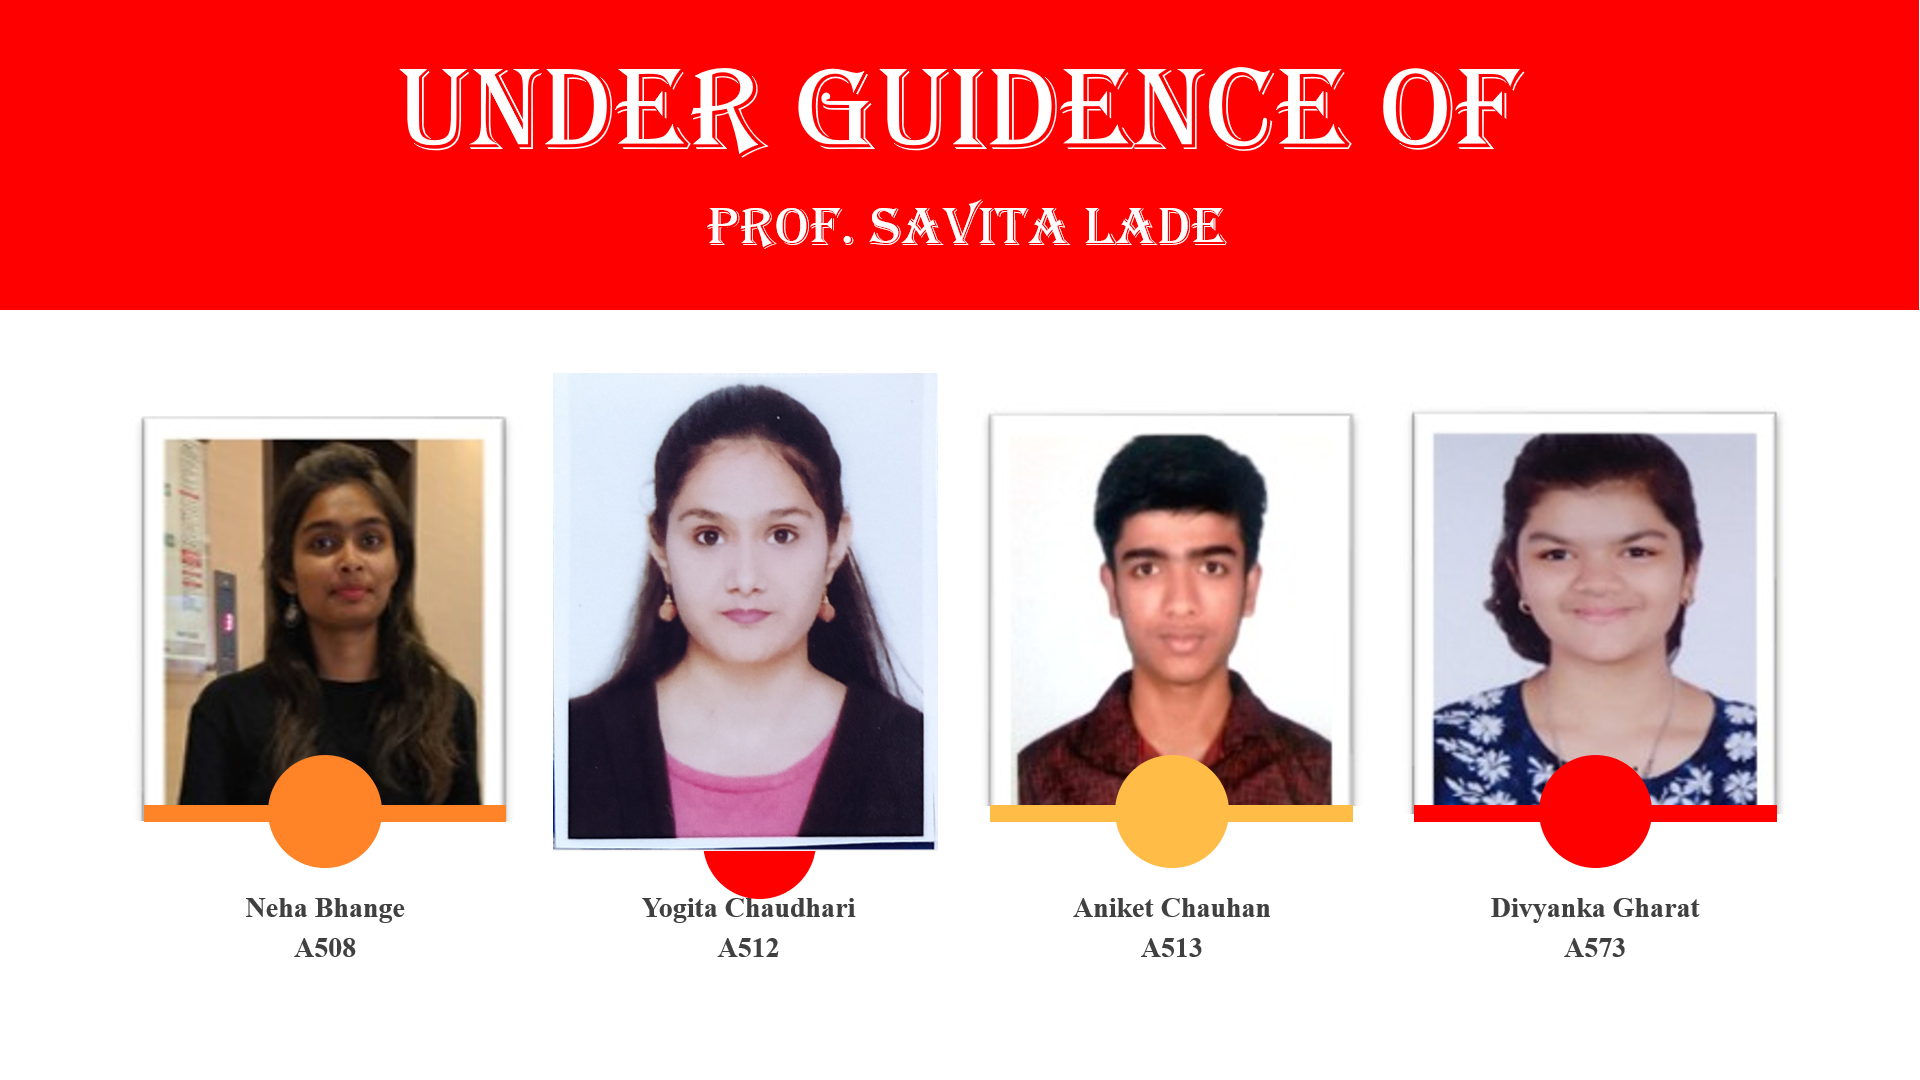 UNDER GUIDENCE OF
PROF. SAVITA LADE
Neha Bhange
A508
Yogita Chaudhari
A512
Aniket Chauhan
A513
Divyanka Gharat
A573